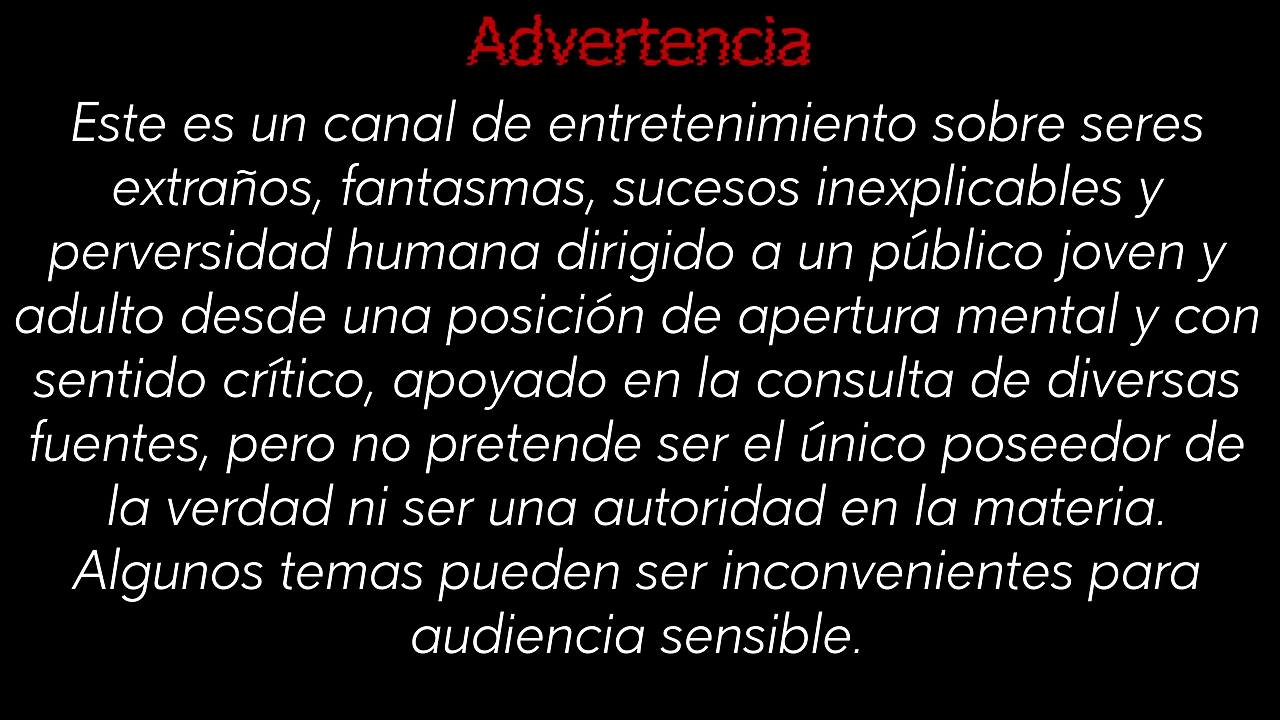 Advertencia
Este es un canal de entretenimiento sobre seres
extraños, fantasmas, sucesos inexplicables y
perversidad humana dirigido a un público joven y
adulto desde una posición de apertura mental y con
sentido crítico, apoyado en la consulta de diversas
fuentes, pero no pretende ser el único poseedor de
la verdad ni ser una autoridad en la materia.
Algunos temas pueden ser inconvenientes para
audiencia sensible.